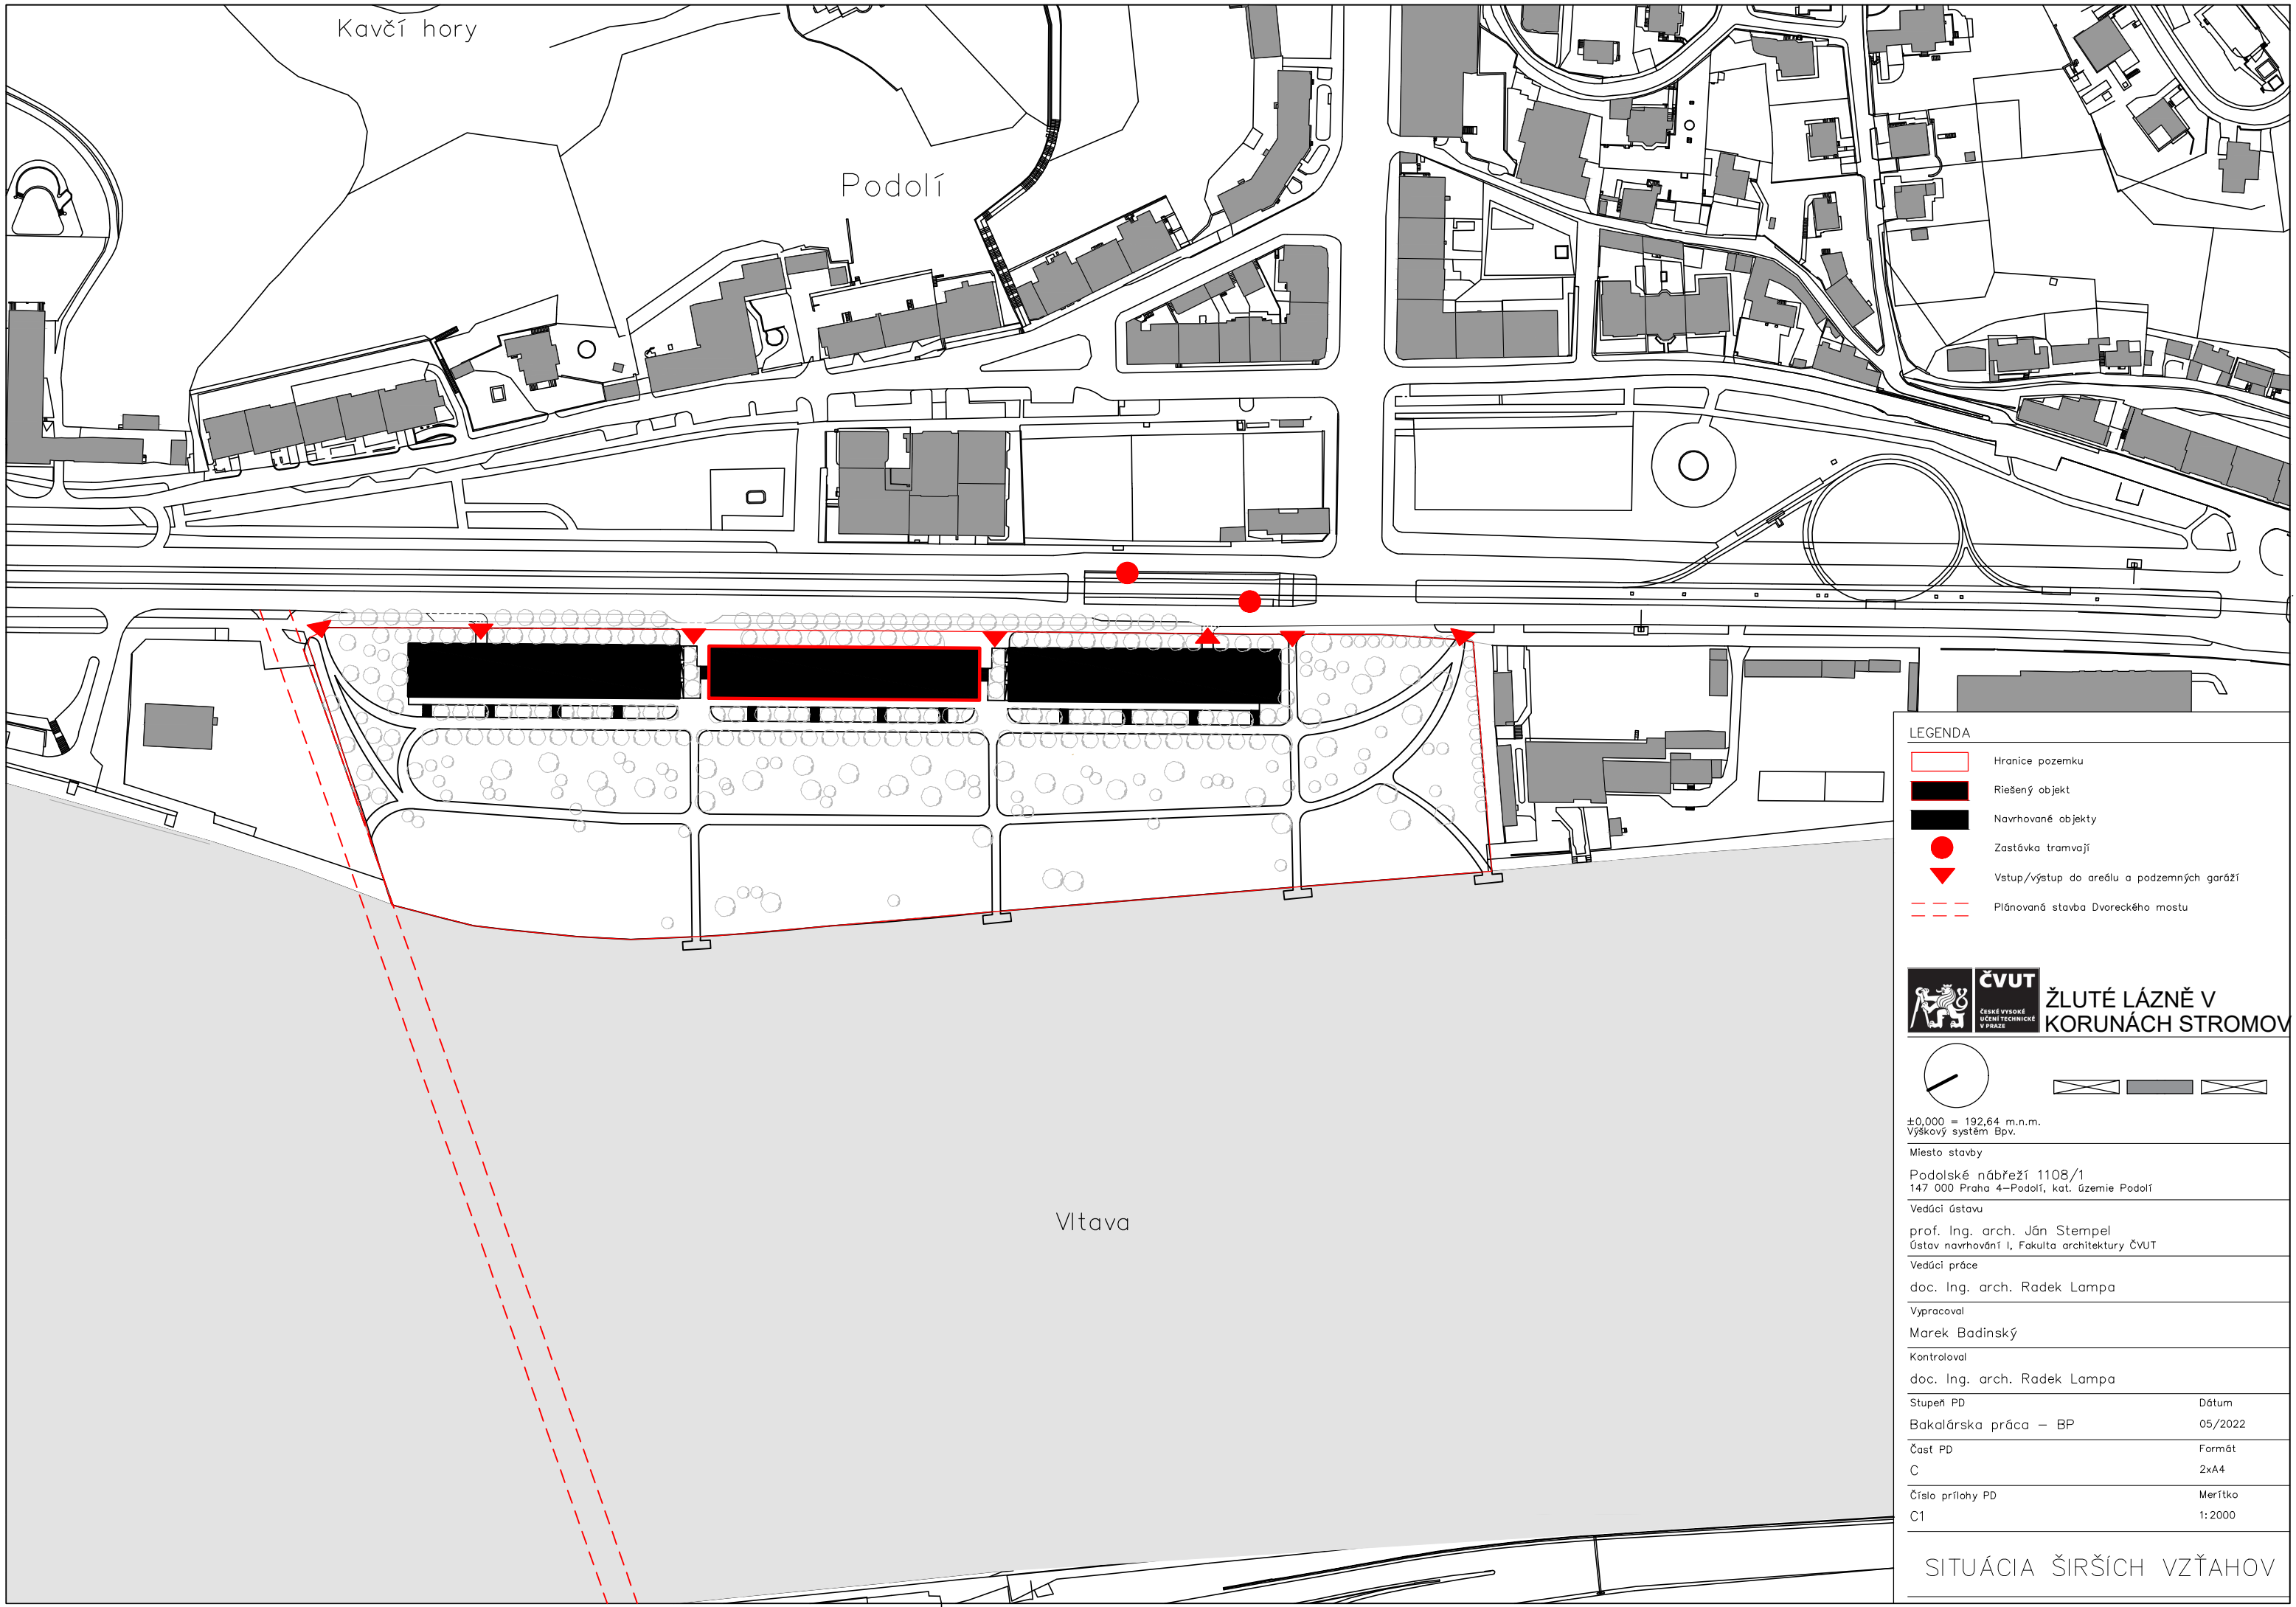 Kavčí hory
Podolí
Vltava
LEGENDA
Hranice pozemku
Riešený objekt
Navrhované objekty
Zastávka tramvají
Vstup/výstup do areálu a podzemných garáží
Plánovaná stavba Dvoreckého mostu
ČVUT
ČESKÉ VYSOKÉ
UČENÍ TECHNICKÉ
V PRAZE
ŽLUTÉ LÁZNĚ V
KORUNÁCH STROMOV
±0,000 = 192,64 m.n.m.
Výškový systém Bpv.
Miesto stavby
Podolské nábřeží 1108/1
147 000 Praha 4-Podolí, kat. územie Podolí
Vedúci ústavu
prof. Ing. arch. Ján Stempel
Ústav navrhování I, Fakulta architektury ČVUT
Vedúci práce
doc. Ing. arch. Radek Lampa
Vypracoval
Marek Badinský
Kontroloval
doc. Ing. arch. Radek Lampa
Stupeň PD Dátum
Bakalárska práca – BP 05/2022
Časť PD Formát
C 2xA4
Číslo prílohy PD Merítko
C1 1:2000
SITUÁCIA ŠIRŠÍCH VZŤAHOV